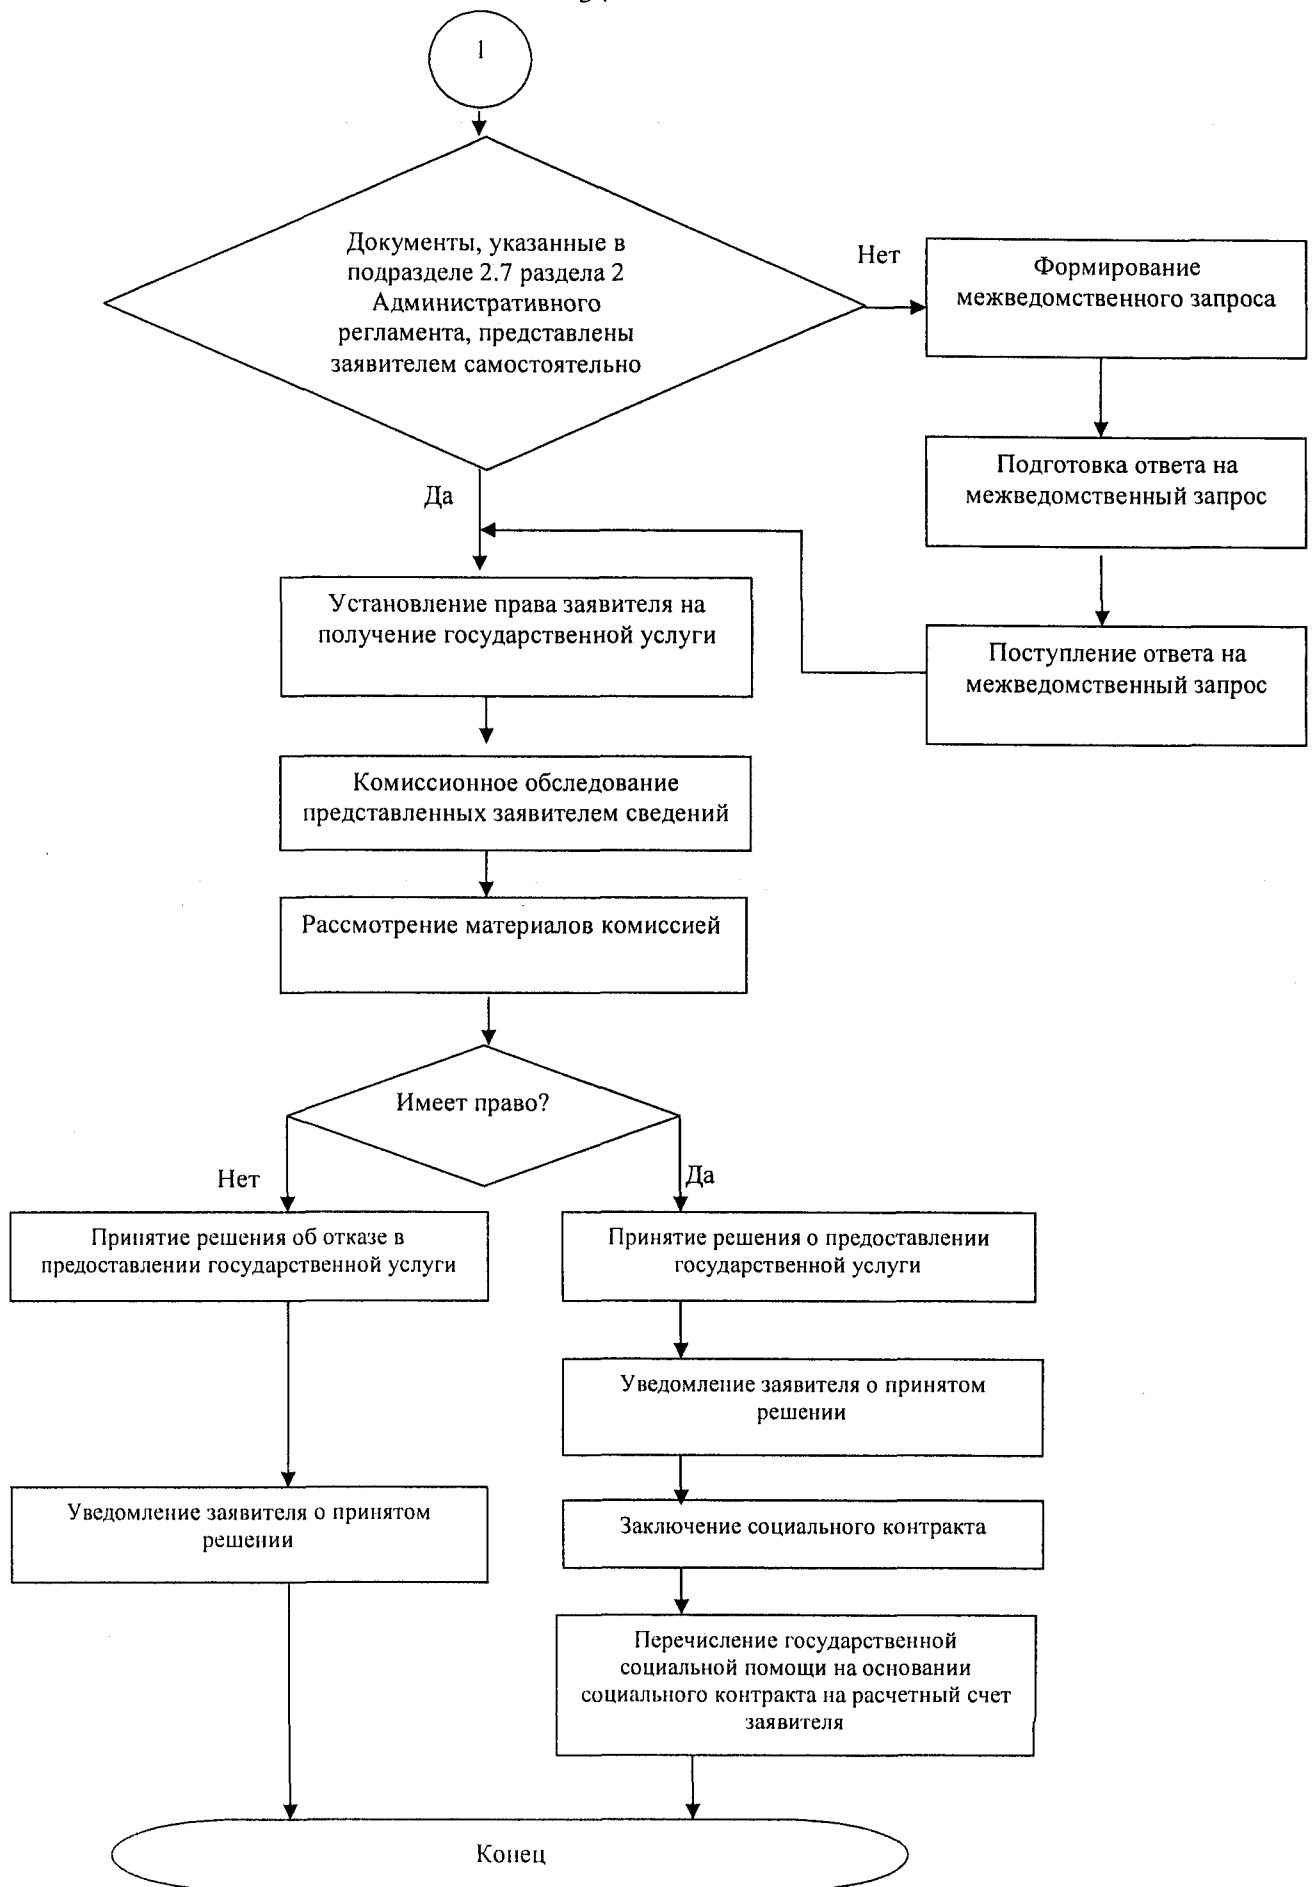 1
Документы, указанные в
подразделе 2.7 раздела 2
Административного
регламента, представлены
заявителем самостоятельно
Нет
Формирование
межведомственного запроса
Подготовка ответа на
межведомственный запрос
Да
Поступление ответа на
межведомственный запрос
Установление права заявителя на
получение государственной услуги
Комиссионное обследование
представленных заявителем сведений
Рассмотрение материалов комиссией
Имеет право?
Нет
Да
Принятие решения об отказе в
предоставлении государственной услуги
Принятие решения о предоставлении
государственной услуги
Уведомление заявителя о принятом
решении
Уведомление заявителя о принятом
решении
Заключение социального контракта
Перечисление государственной
социальной помощи на основании
социального контракта на расчетный счет
заявителя
Конец